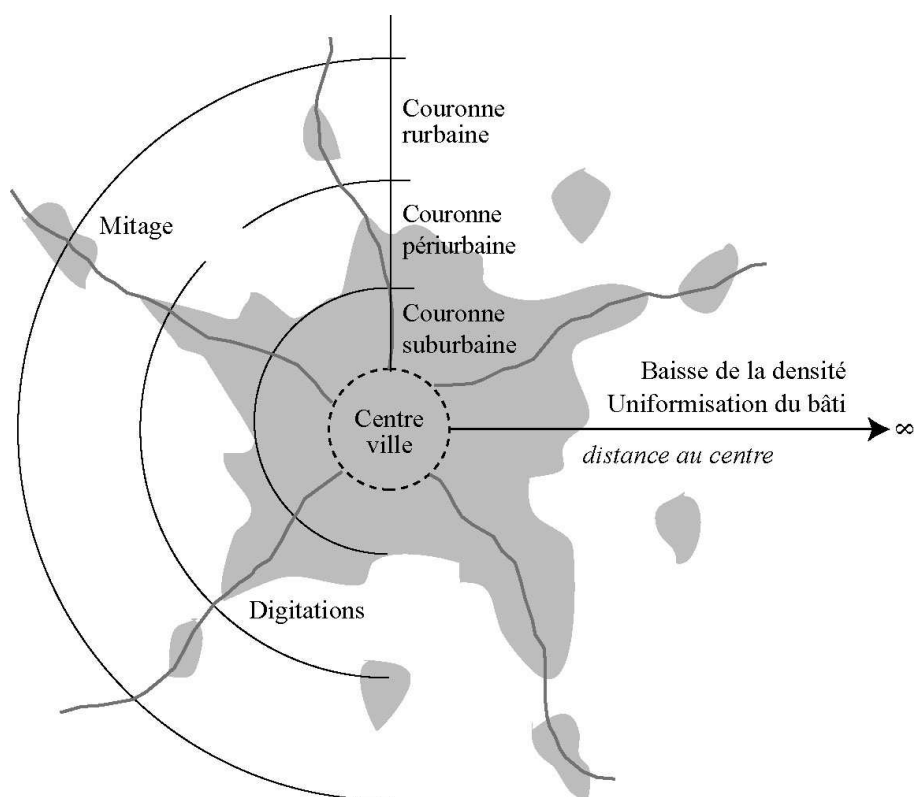 Couronne
rurbaine
Mitage
Couronne
périurbaine
Couronne
suburbaine
Baisse de la densité
Uniformisation du bâti
Centre
ville
∞
distance au centre
Digitations